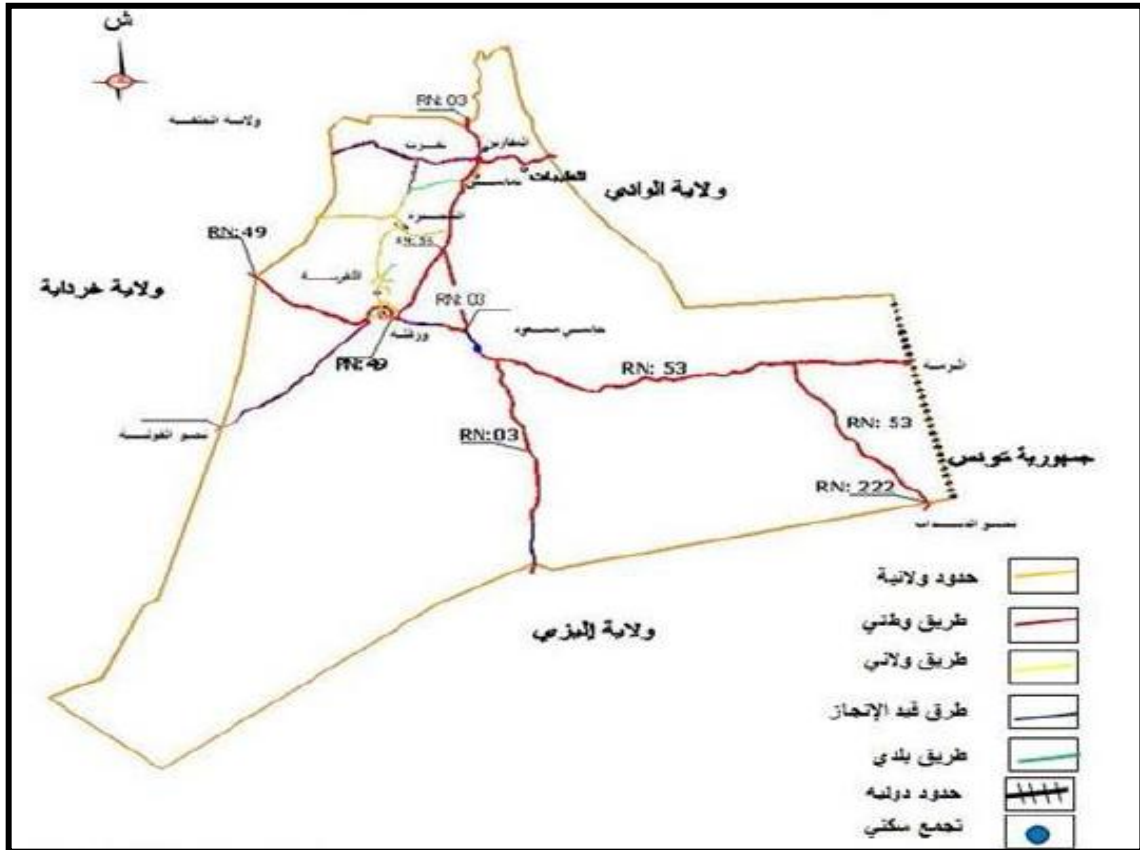 ش
RN: 03
المقارين
الطيبات
ولاية الوادي
RN:49
ولاية غرداية
RN: 03
حاسي مسعود
ورقلة
RN:49
RN: 53
RN:03
RN: 53
جمهورية تونس
RN: 222
ولاية إليزي
حدود ولائية
طريق وطني
طريق ولائي
طرق قيد الإنجاز
طريق بلدي
حدود دولية
تجمع سكني